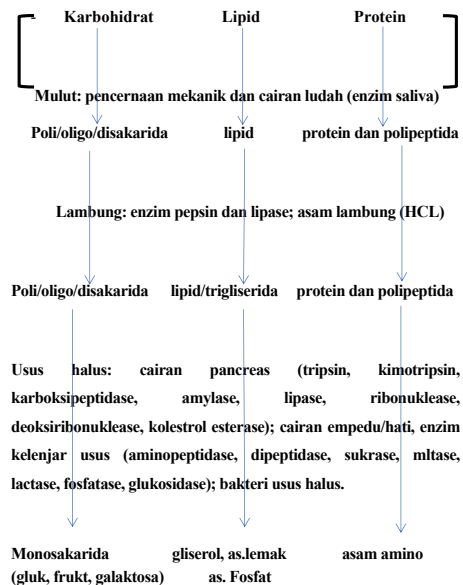 - Karbohidrat Lipid Protein
Mulut: pencernaan mekanik dan cairan ludah (enzim saliva)
Poli/oligo/disakarida lipid protein dan polipeptida
Lambung: enzim pepsin dan lipase; asam lambung (HCL)
Poli/oligo/disakarida lipid/trigliserida protein dan polipeptida
Usus halus: cairan pancreas (tripsin, kimotripsin,
karboksipeptidase, amylase, lipase, ribonuklease,
deoksiribonuklease, kolestrol esterase); cairan empedu/hati, enzim
kelenjar usus (aminopeptidase, dipeptidase, sukrase, mltase,
lactase, fosfatase, glukosidase); bakteri usus halus.
Monosakarida gliserol, as.lemak asam amino
(gluk, frukt, galaktosa) as. Fosfat